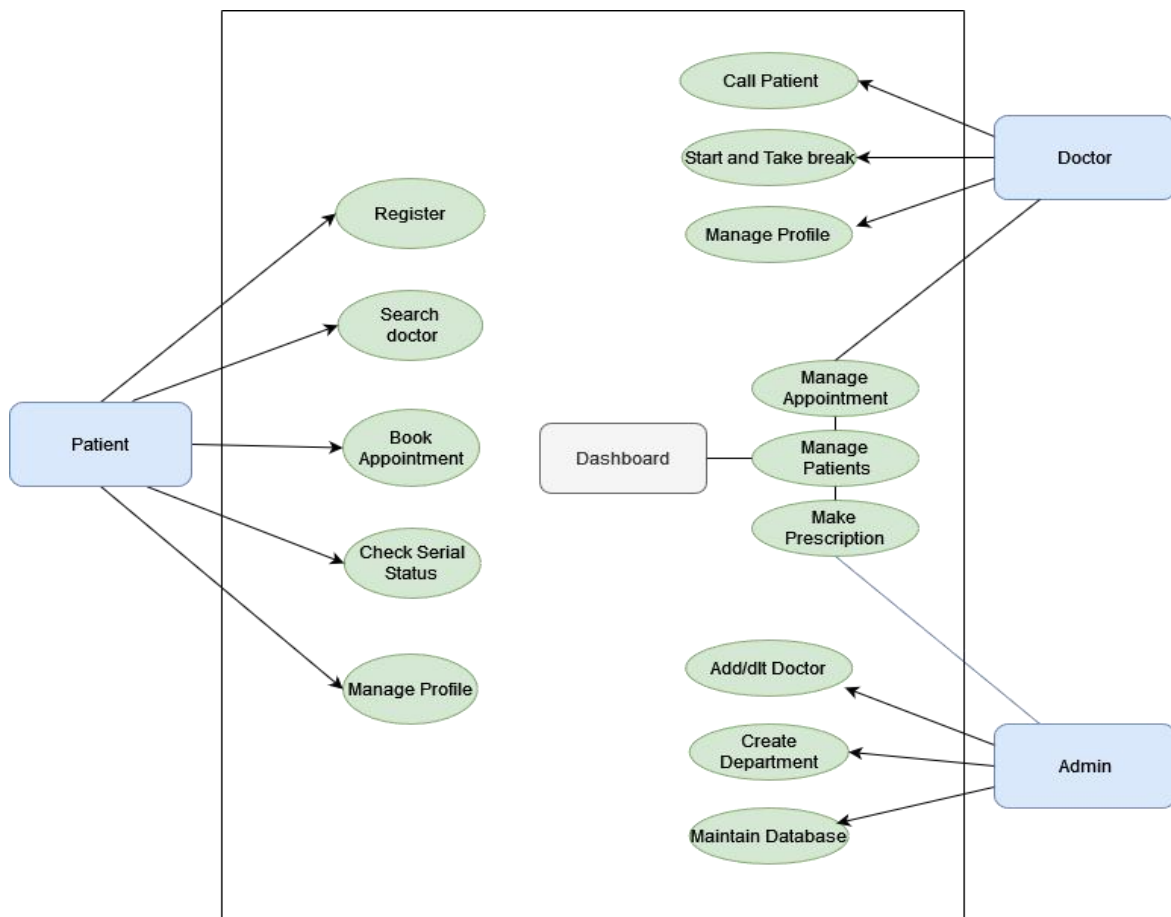 Call Patient
Start and Take break
Doctor
Manage Profile
Register
Search
doctor
Manage
Appointment
Patient
Book
Appointment
Dashboard
Manage
Patients
Make
Prescription
Check Serial
Status
Manage Profile
Add/dlt Doctor
Create
Department
Admin
Maintain Database